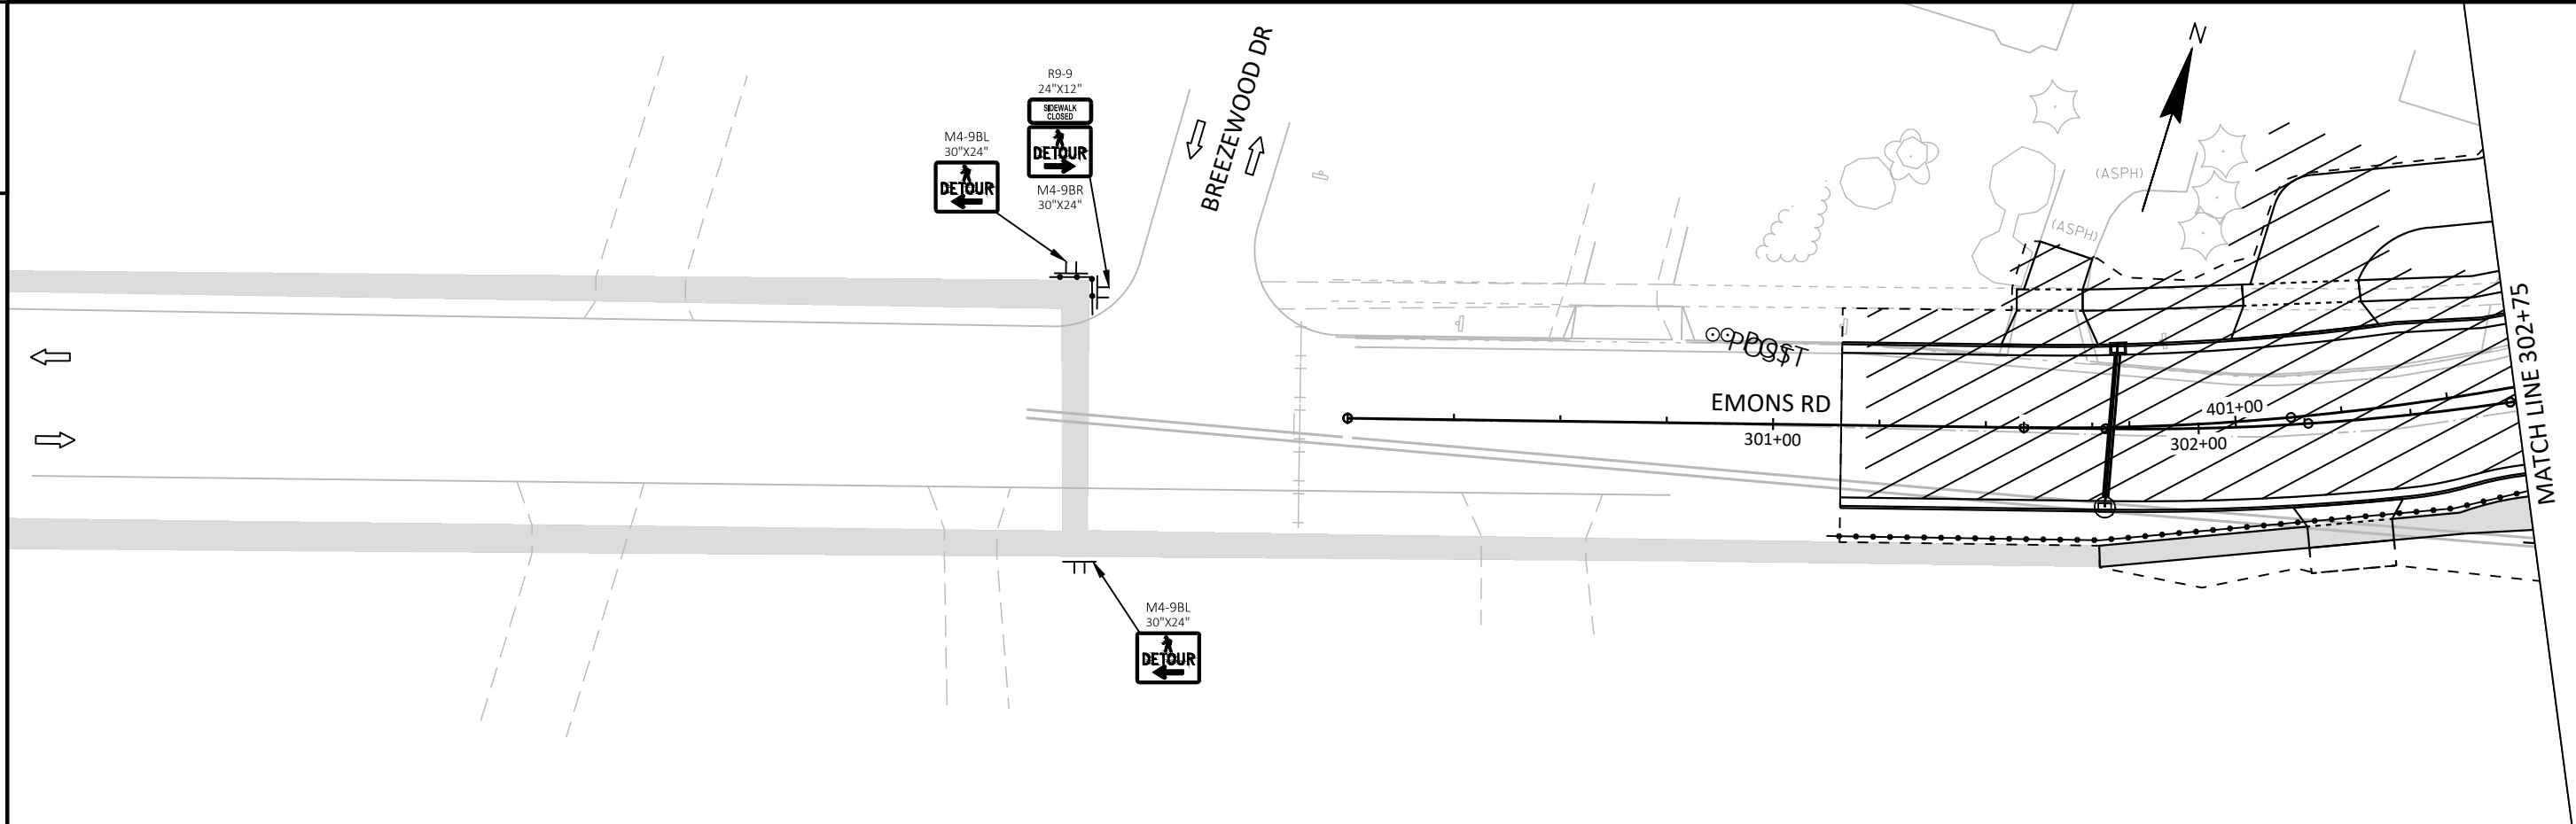 R9-9
24"X12"
SIDEWALK
CLOSED
DETOUR
M4-9BR
30"X24"
M4-9BL
30"X24"
DETOUR
BREEZEWOOD DR
N
(ASPH)
(ASPH)
POST
EMONS RD
301+00
401+00
302+00
MATCH LINE 302+75
M4-9BL
30"X24"
DETOUR